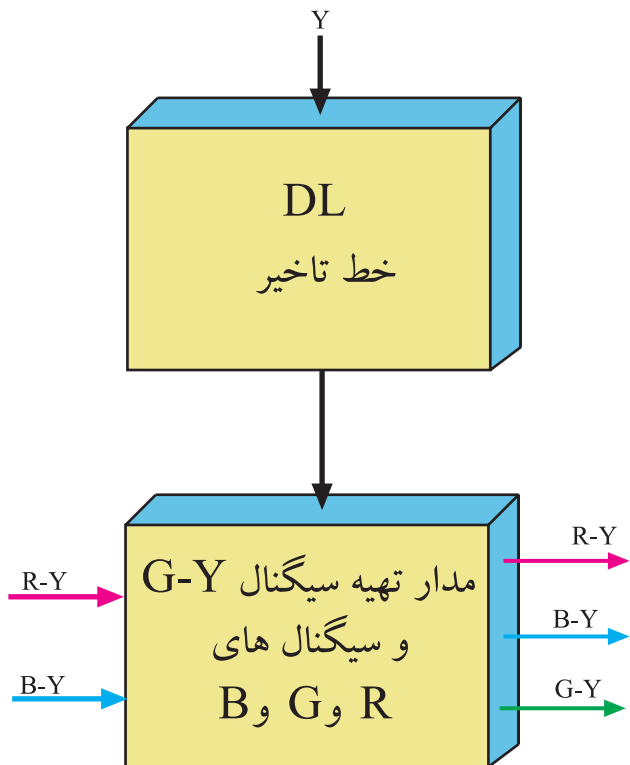 Y
DL
خط تاخیر
R-Y
B-Y
مدار تهیه سیگنال G-Y
و سیگنال های
R و G و B
R-Y
B-Y
G-Y